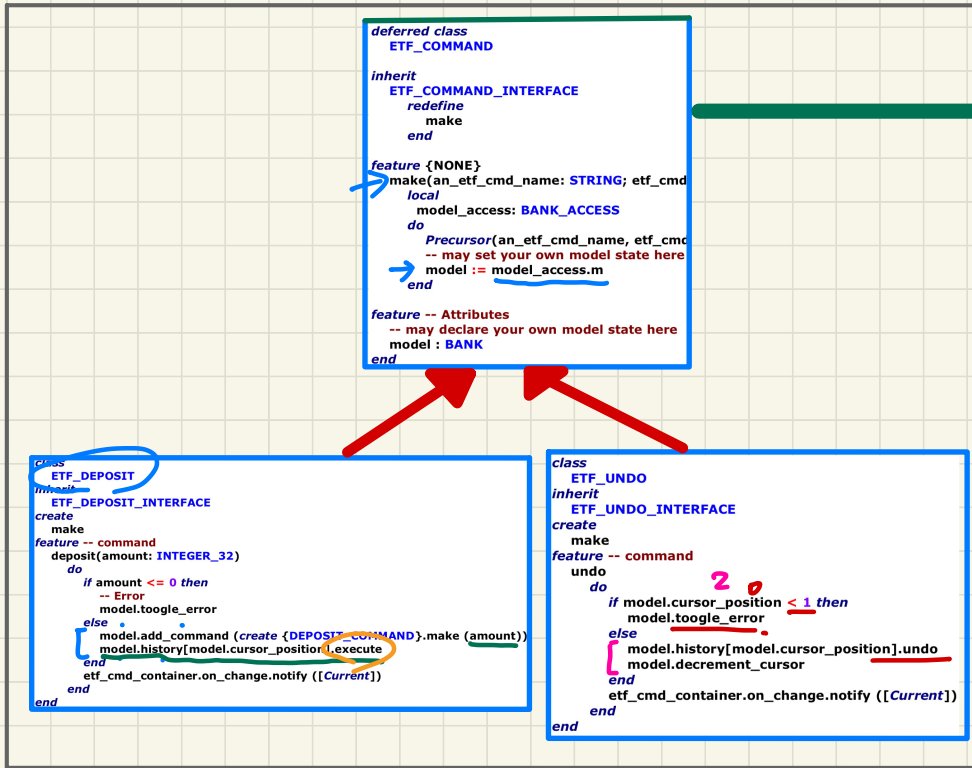 deferred class
ETF_COMMAND
inherit
ETF_COMMAND_INTERFACE
redefine
make
end
feature {NONE}
make(an_etf_cmd_name: STRING; etf_cmd
local
model_access: BANK_ACCESS
do
Precursor(an_etf_cmd_name, etf_cmd
-- may set your own model state here
model := model_access.m
end
feature -- Attributes
-- may declare your own model state here
model : BANK
end
class
ETF_DEPOSIT
inherit
ETF_DEPOSIT_INTERFACE
create
make
feature -- command
deposit(amount: INTEGER_32)
do
if amount <= 0 then
-- Error
model.toogle_error
else
model.add_command (create {DEPOSIT_COMMAND}.make (amount))
model.history[model.cursor_position].execute
end
etf_cmd_container.on_change.notify ([Current])
end
end
class
ETF_UNDO
inherit
ETF_UNDO_INTERFACE
create
make
feature -- command
undo
do
2 0
if model.cursor_position < 1 then
model.toogle_error
else
model.history[model.cursor_position].undo
model.decrement_cursor
end
etf_cmd_container.on_change.notify ([Current])
end
end